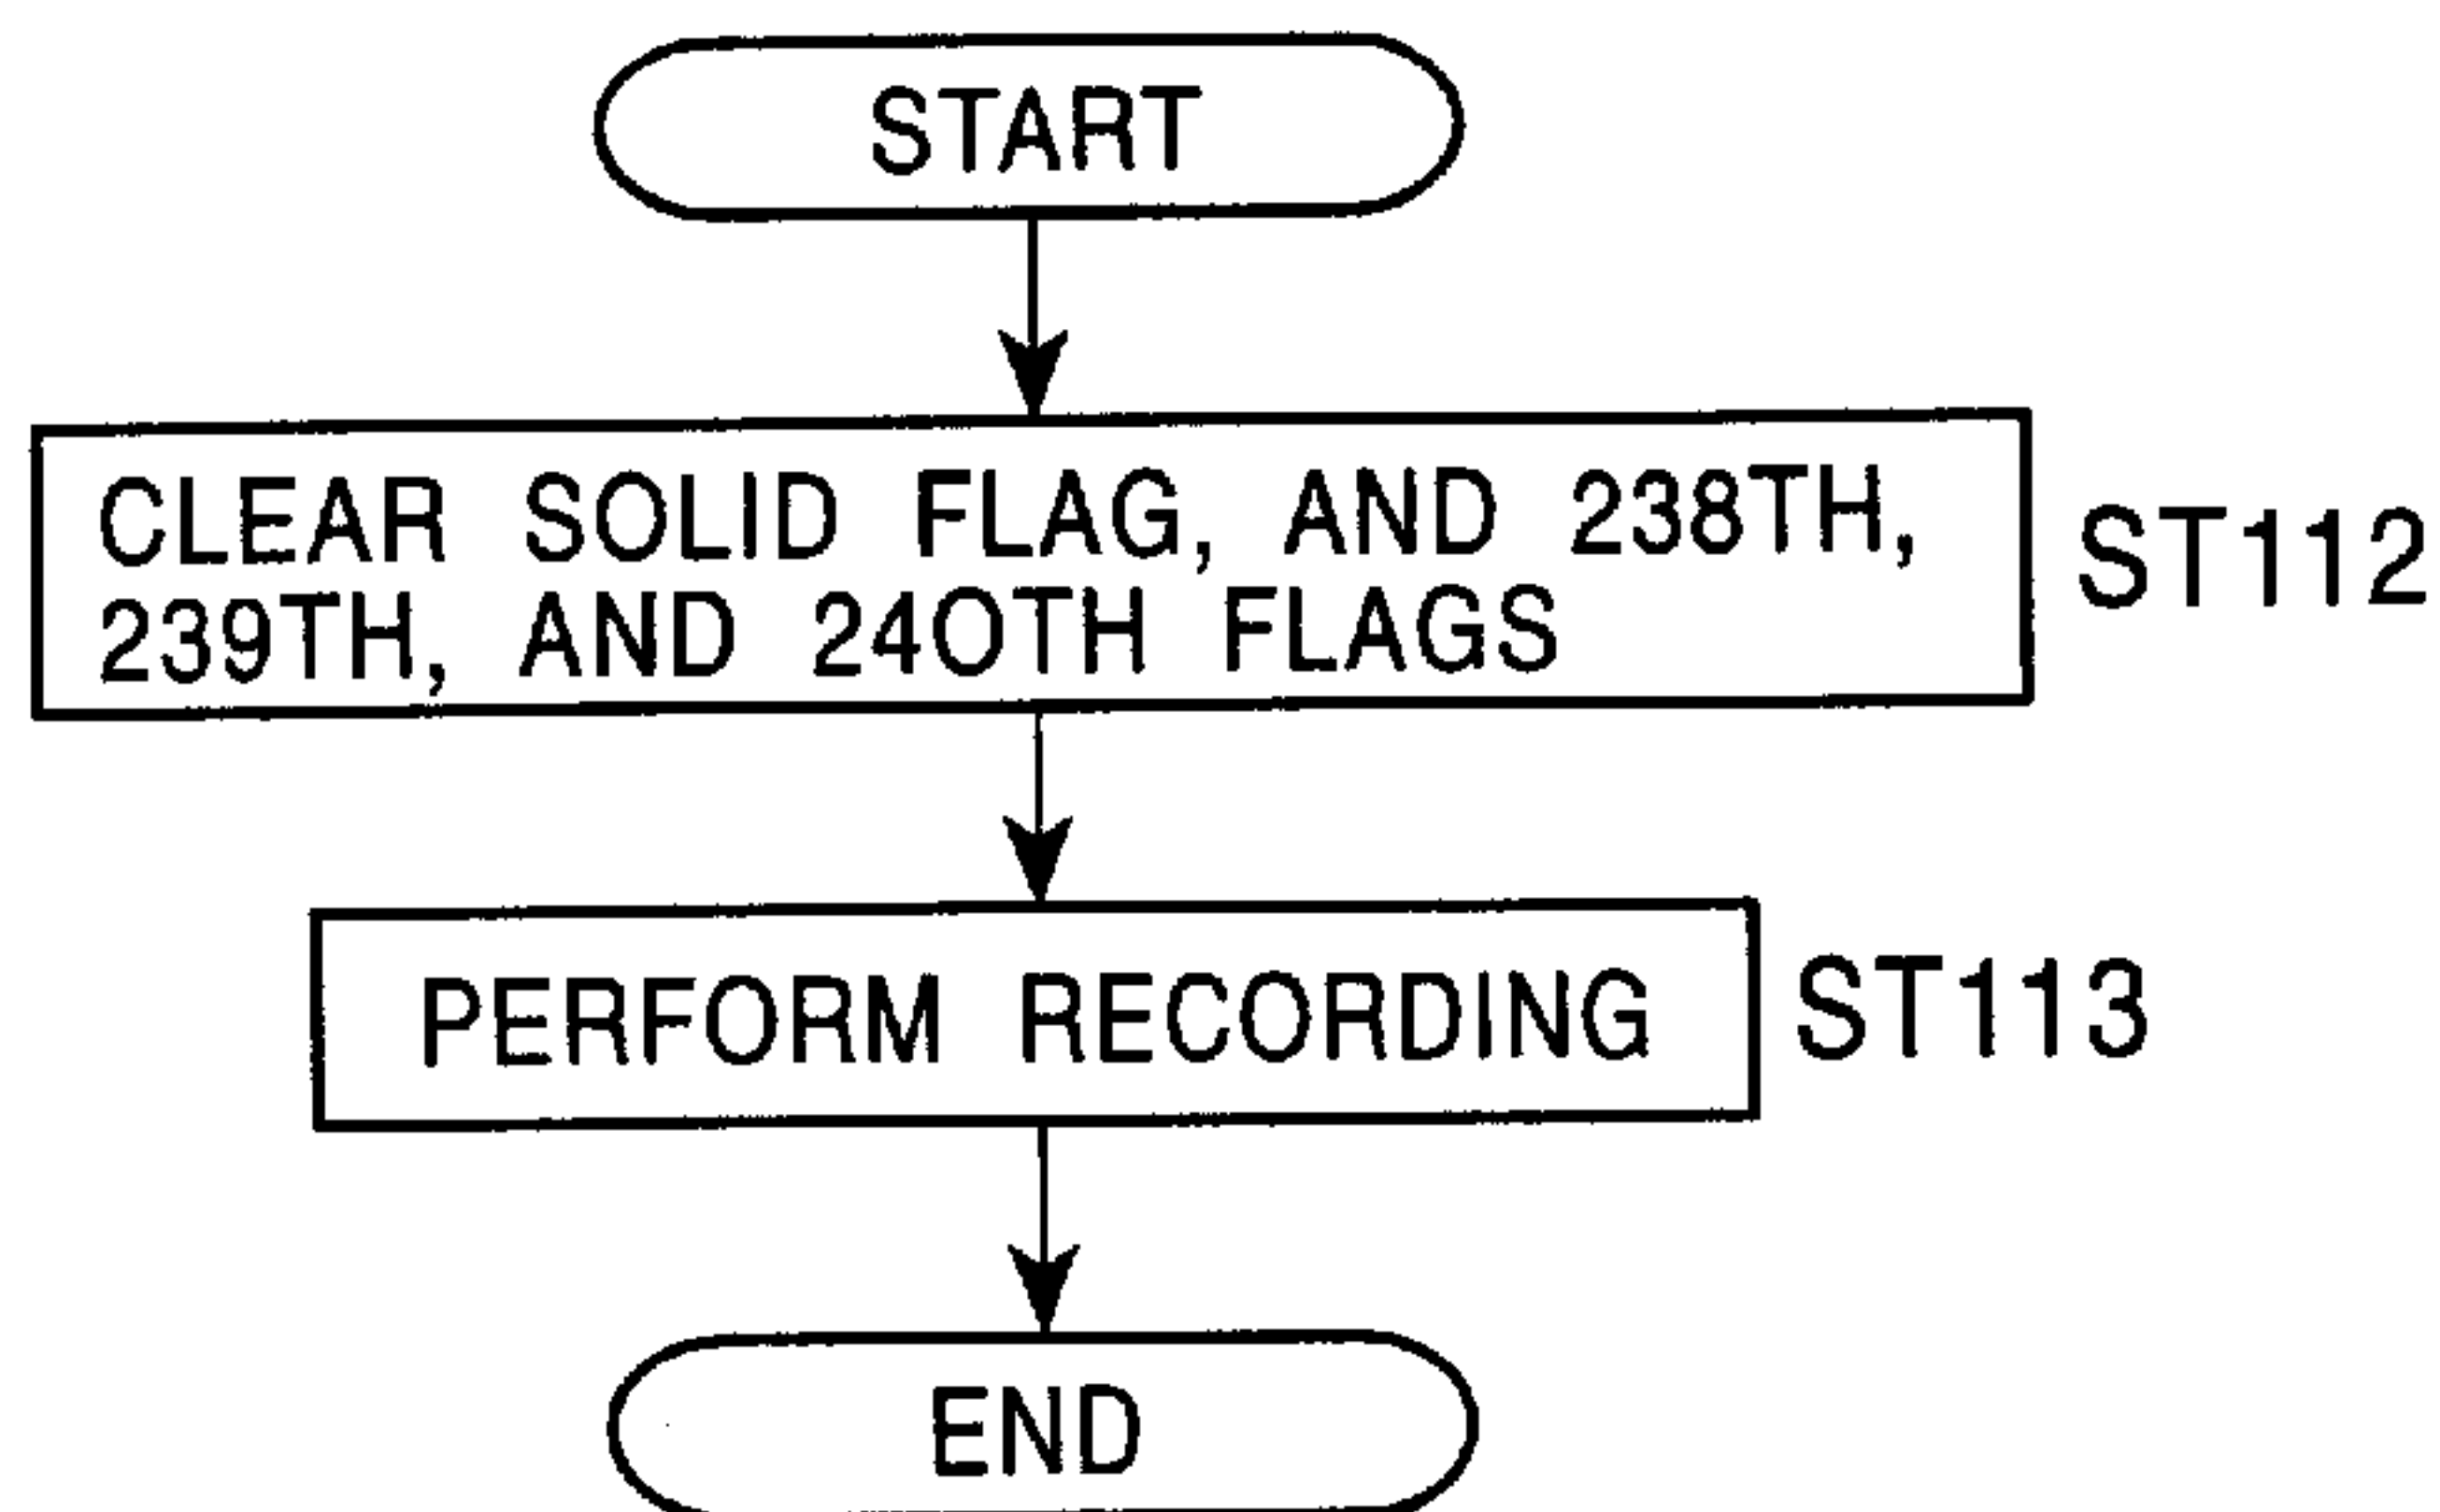 START
CLEAR SOLID FLAG, AND 238TH,
239TH, AND 240TH FLAGS
ST112
PERFORM RECORDING
ST113
END